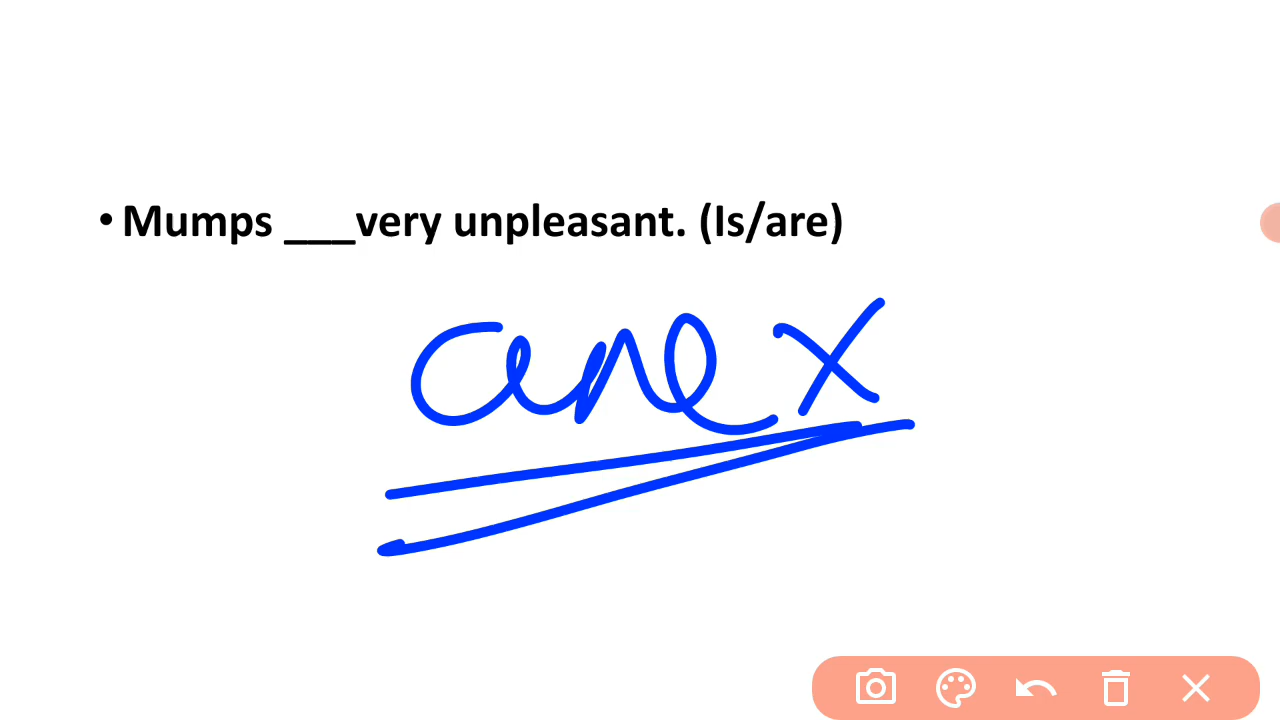 • Mumps ___very unpleasant. (Is/are)
are x